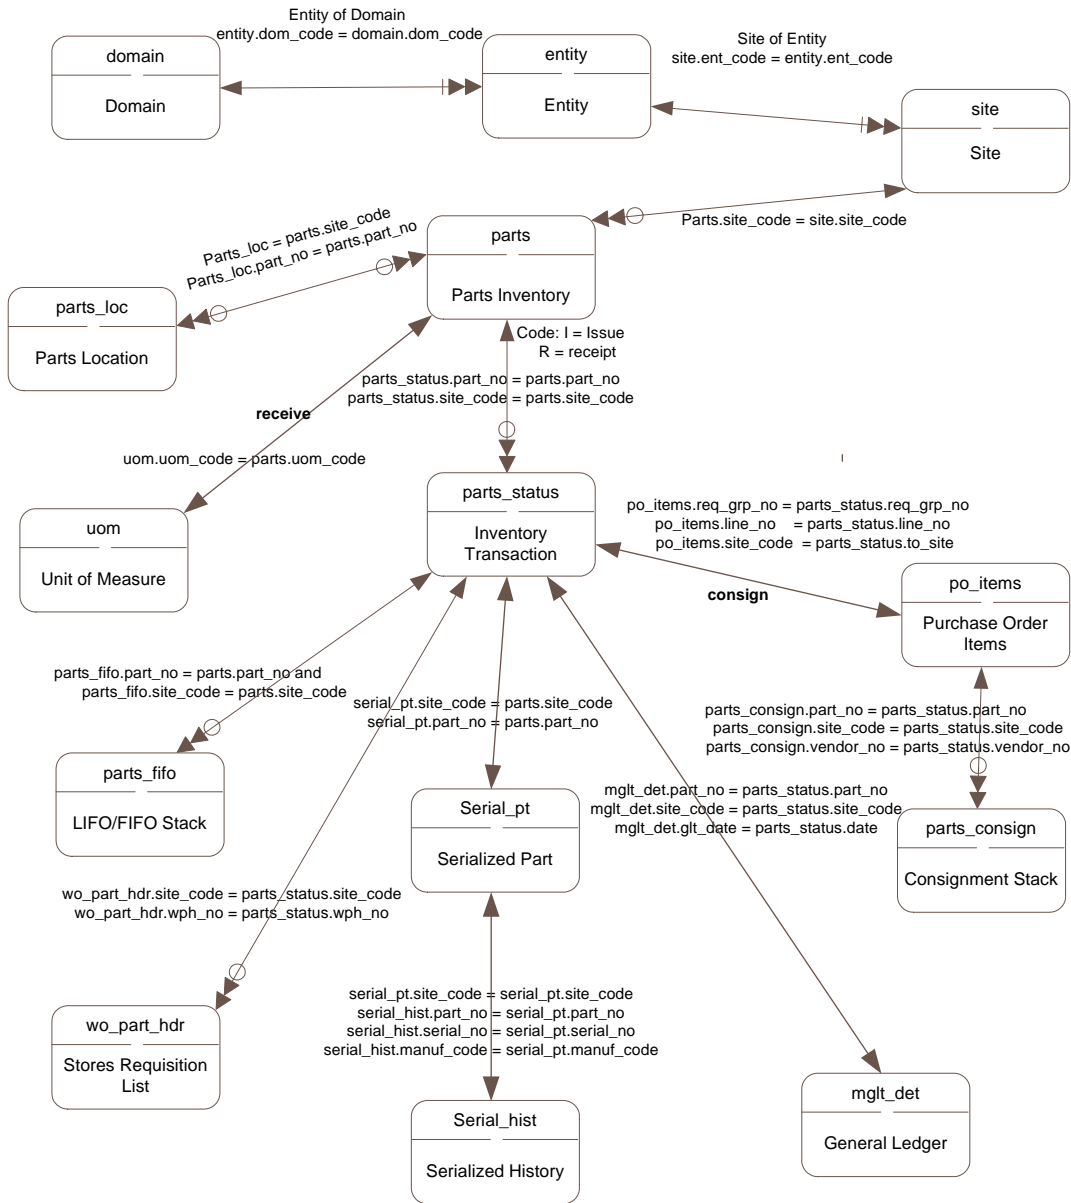 Entity of Domain
entity.dom_code = domain.dom_code
domain
Domain
entity
Entity
Site of Entity
site.ent_code = entity.ent_code
site
Site
Parts.site_code = site.site_code
Parts_loc = parts.site_code
Parts_loc.part_no = parts.part_no
parts
Parts Inventory
parts_loc
Parts Location
Code: I = Issue
R = receipt
parts_status.part_no = parts.part_no
parts_status.site_code = parts.site_code
receive
uom.uom_code = parts.uom_code
uom
Unit of Measure
parts_status
Inventory
Transaction
po_items.req_grp_no = parts_status.req_grp_no
po_items.line_no = parts_status.line_no
po_items.site_code = parts_status.to_site
consign
po_items
Purchase Order
Items
parts_fifo.part_no = parts.part_no and
parts_fifo.site_code = parts.site_code
serial_pt.site_code = parts.site_code
serial_pt.part_no = parts.part_no
parts_consign.part_no = parts_status.part_no
parts_consign.site_code = parts_status.site_code
parts_consign.vendor_no = parts_status.vendor_no
parts_fifo
LIFO/FIFO Stack
Serial_pt
Serialized Part
mglt_det.part_no = parts_status.part_no
mglt_det.site_code = parts_status.site_code
mglt_det.glt_date = parts_status.date
parts_consign
Consignment Stack
wo_part_hdr.site_code = parts_status.site_code
wo_part_hdr.wph_no = parts_status.wph_no
serial_pt.site_code = serial_pt.site_code
serial_hist.part_no = serial_pt.part_no
serial_hist.serial_no = serial_pt.serial_no
serial_hist.manuf_code = serial_pt.manuf_code
wo_part_hdr
Stores Requisition
List
Serial_hist
Serialized History
mglt_det
General Ledger